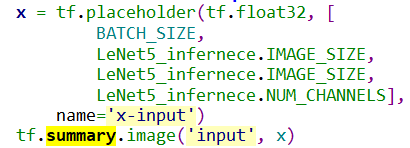 x = tf.placeholder(tf.float32, [
BATCH_SIZE,
LeNet5_infernece.IMAGE_SIZE,
LeNet5_infernece.IMAGE_SIZE,
LeNet5_infernece.NUM_CHANNELS],
name='x-input')
tf.summary.image('input', x)